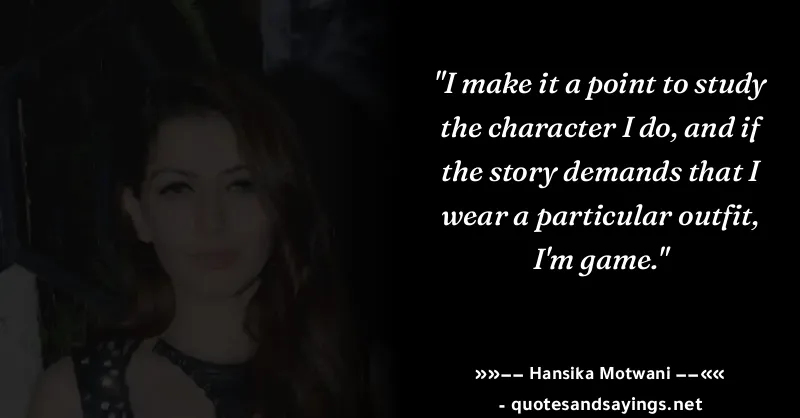 "I make it a point to study
the character I do, and if
the story demands that I
wear a particular outfit,
I'm game."
»»–– Hansika Motwani ––««
- quotesandsayings.net